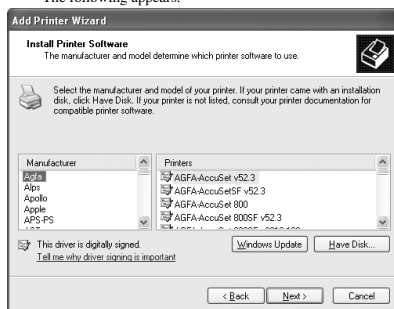 The following appears.
Add Printer Wizard
Install Printer Software
The manufacturer and model determine which printer software to use.
Select the manufacturer and model of your printer. If your printer came with an installation
disk, click Have Disk. If your printer is not listed, consult your printer documentation for
compatible printer software.
Manufacturer
Agfa
Alps
Apollo
Apple
APS-PS
Printers
AGFA-AccuSet v52.3
AGFA-AccuSetSF v52.3
AGFA-AccuSet 800
AGFA-AccuSet 800SF v52.3
This driver is digitally signed.
Tell me why driver signing is important
Windows Update
Have Disk...
< Back
Next >
Cancel